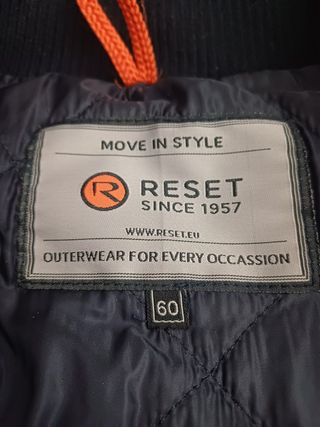 MOVE IN STYLE
R RESET
SINCE 1957
WWW.RESET.EU
OUTERWEAR FOR EVERY OCCASSION
60